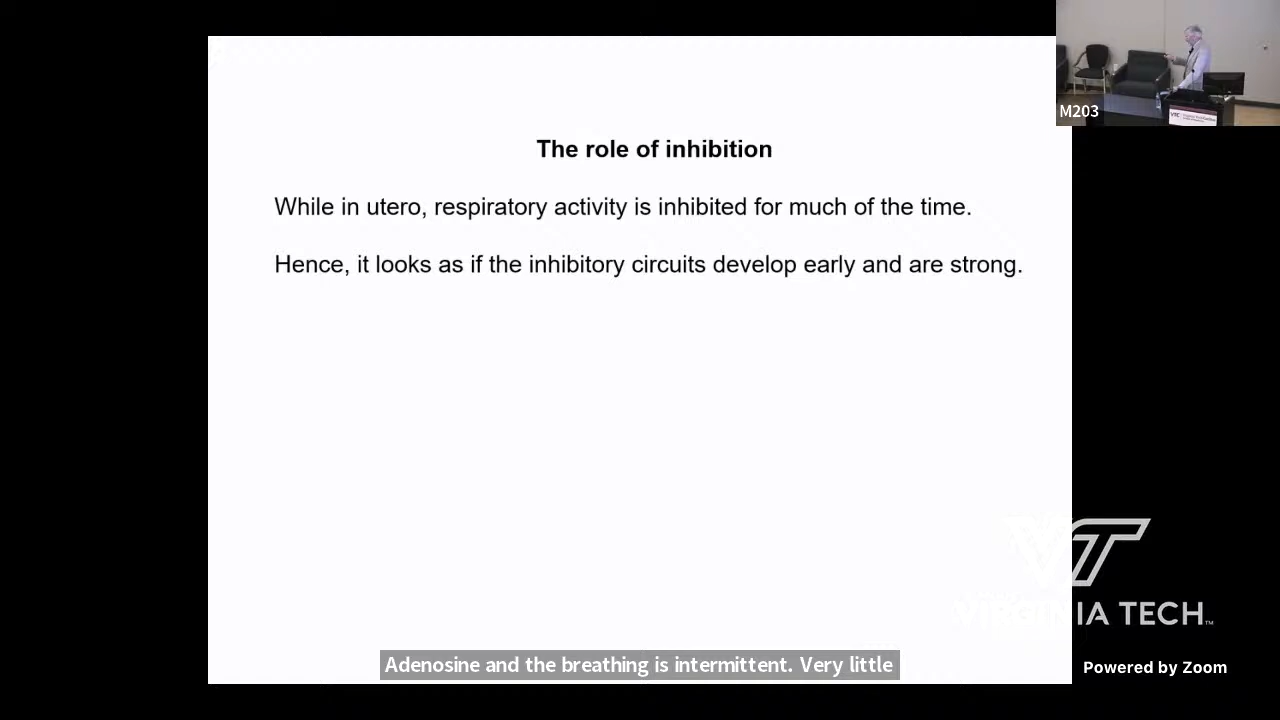 M203
The role of inhibition
While in utero, respiratory activity is inhibited for much of the time.
Hence, it looks as if the inhibitory circuits develop early and are strong.
VT
VIRGINIA TECH™
Adenosine and the breathing is intermittent. Very little
Powered by Zoom